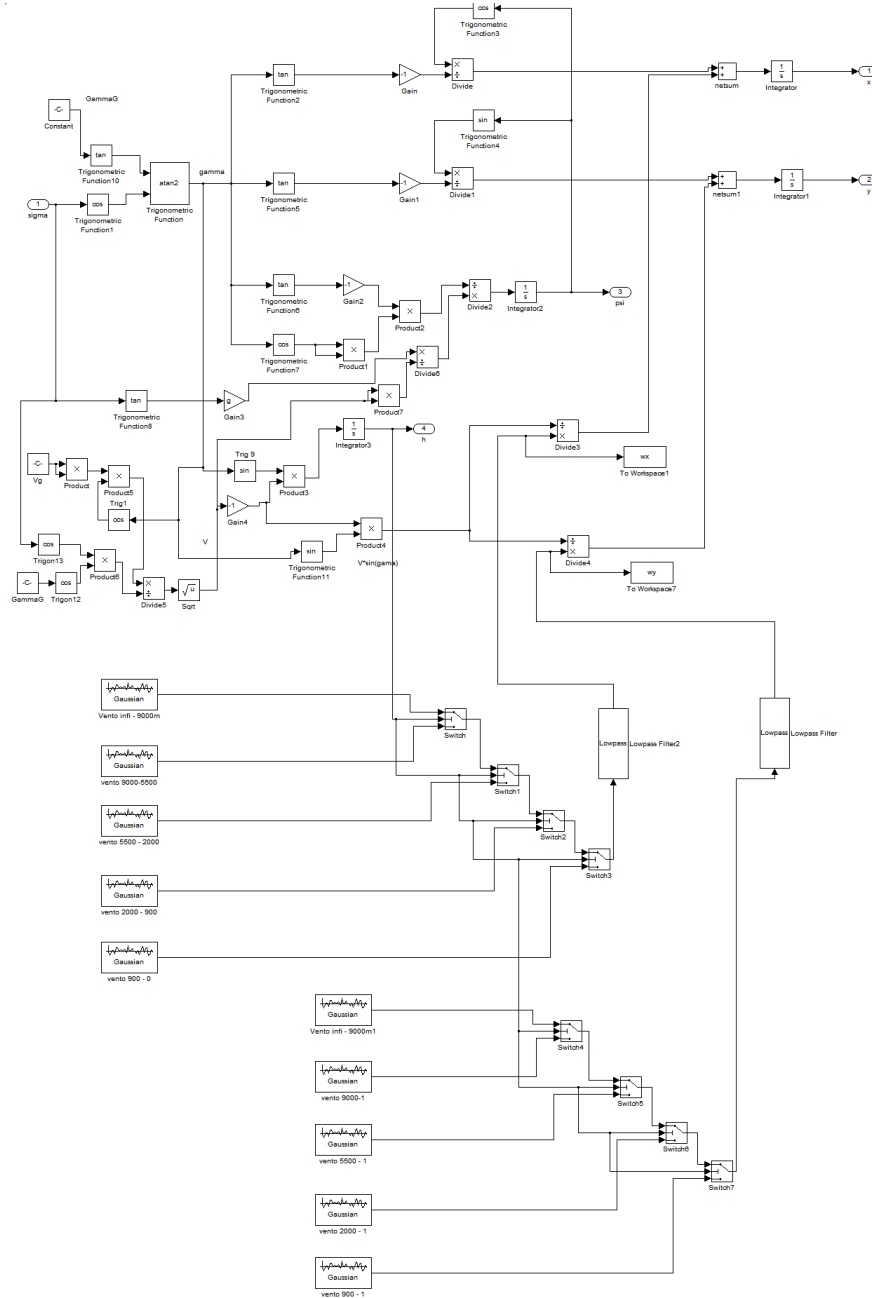 cos
Trigonometric
Function3
GammaG
-C-
Constant
tan
Trigonometric
Function2
-1
Gain
×
÷
Divide
+
+
netsum
1
s
Integrator
1
x
sin
Trigonometric
Function4
tan
Trigonometric
Function10
atan2
Trigonometric
Function
gamma
1
sigma
cos
Trigonometric
Function1
tan
Trigonometric
Function5
-1
Gain1
×
÷
Divide1
+
+
netsum1
1
s
Integrator1
2
y
tan
Trigonometric
Function6
-1
Gain2
×
Product2
÷
×
Divide2
1
s
Integrator2
3
psi
cos
Trigonometric
Function7
×
Product1
×
÷
Divide6
tan
Trigonometric
Function8
g
Gain3
×
Product7
1
s
Integrator3
4
h
÷
×
Divide3
wx
To Workspace1
-C-
Vg
×
Product
×
Product5
Trig1
cos
Trig 9
sin
×
Product3
-1
Gain4
V
sin
Trigonometric
Function11
×
Product4
V*sin(gama)
÷
×
Divide4
wy
To Workspace7
cos
Trigon13
×
Product6
-C-
GammaG
cos
Trigon12
×
÷
Divide5
√u
Sqrt
Gaussian
Vento infi - 9000m
Switch
Lowpass
Lowpass Filter2
Lowpass
Lowpass Filter
Gaussian
vento 9000-5500
Switch1
Gaussian
vento 5500 - 2000
Switch2
Gaussian
vento 2000 - 900
Switch3
Gaussian
vento 900 - 0
Gaussian
Vento infi - 9000m1
Switch4
Gaussian
vento 9000-1
Switch5
Gaussian
vento 5500 - 1
Switch6
Gaussian
vento 2000 - 1
Switch7
Gaussian
vento 900 - 1